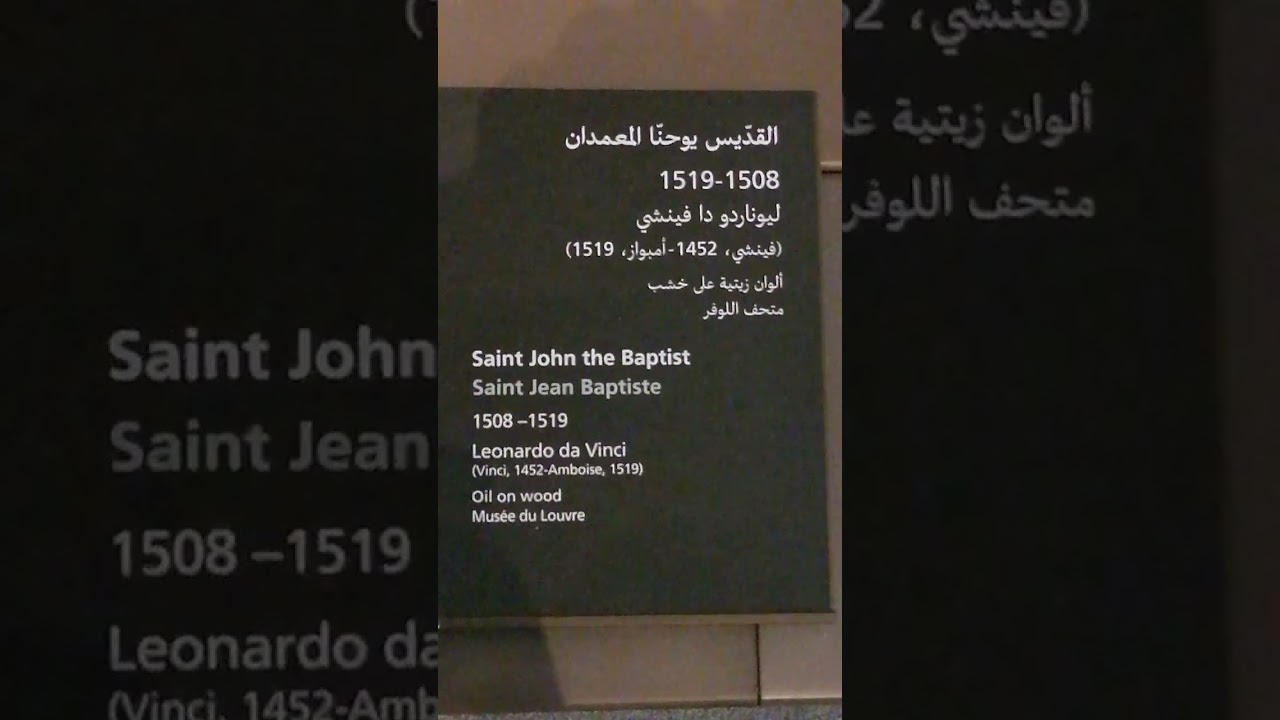 القدّيس يوحنّا المعمدان
1519-1508
ليوناردو دا فينشي
(فينشي، 1452-أمبواز، 1519)
ألوان زيتية على خشب
متحف اللوفر
Saint John the Baptist
Saint Jean Baptiste
1508 –1519
Leonardo da Vinci
(Vinci, 1452-Amboise, 1519)
Oil on wood
Musée du Louvre